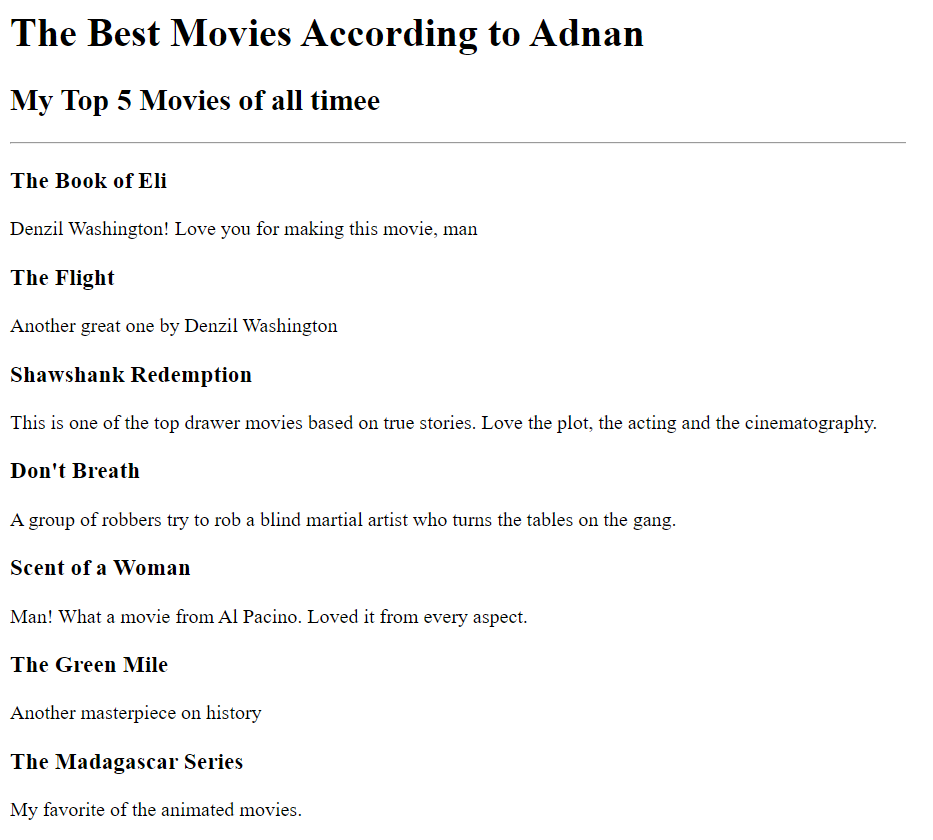 The Best Movies According to Adnan
My Top 5 Movies of all timee
The Book of Eli
Denzil Washington! Love you for making this movie, man
The Flight
Another great one by Denzil Washington
Shawshank Redemption
This is one of the top drawer movies based on true stories. Love the plot, the acting and the cinematography.
Don't Breath
A group of robbers try to rob a blind martial artist who turns the tables on the gang.
Scent of a Woman
Man! What a movie from Al Pacino. Loved it from every aspect.
The Green Mile
Another masterpiece on history
The Madagascar Series
My favorite of the animated movies.